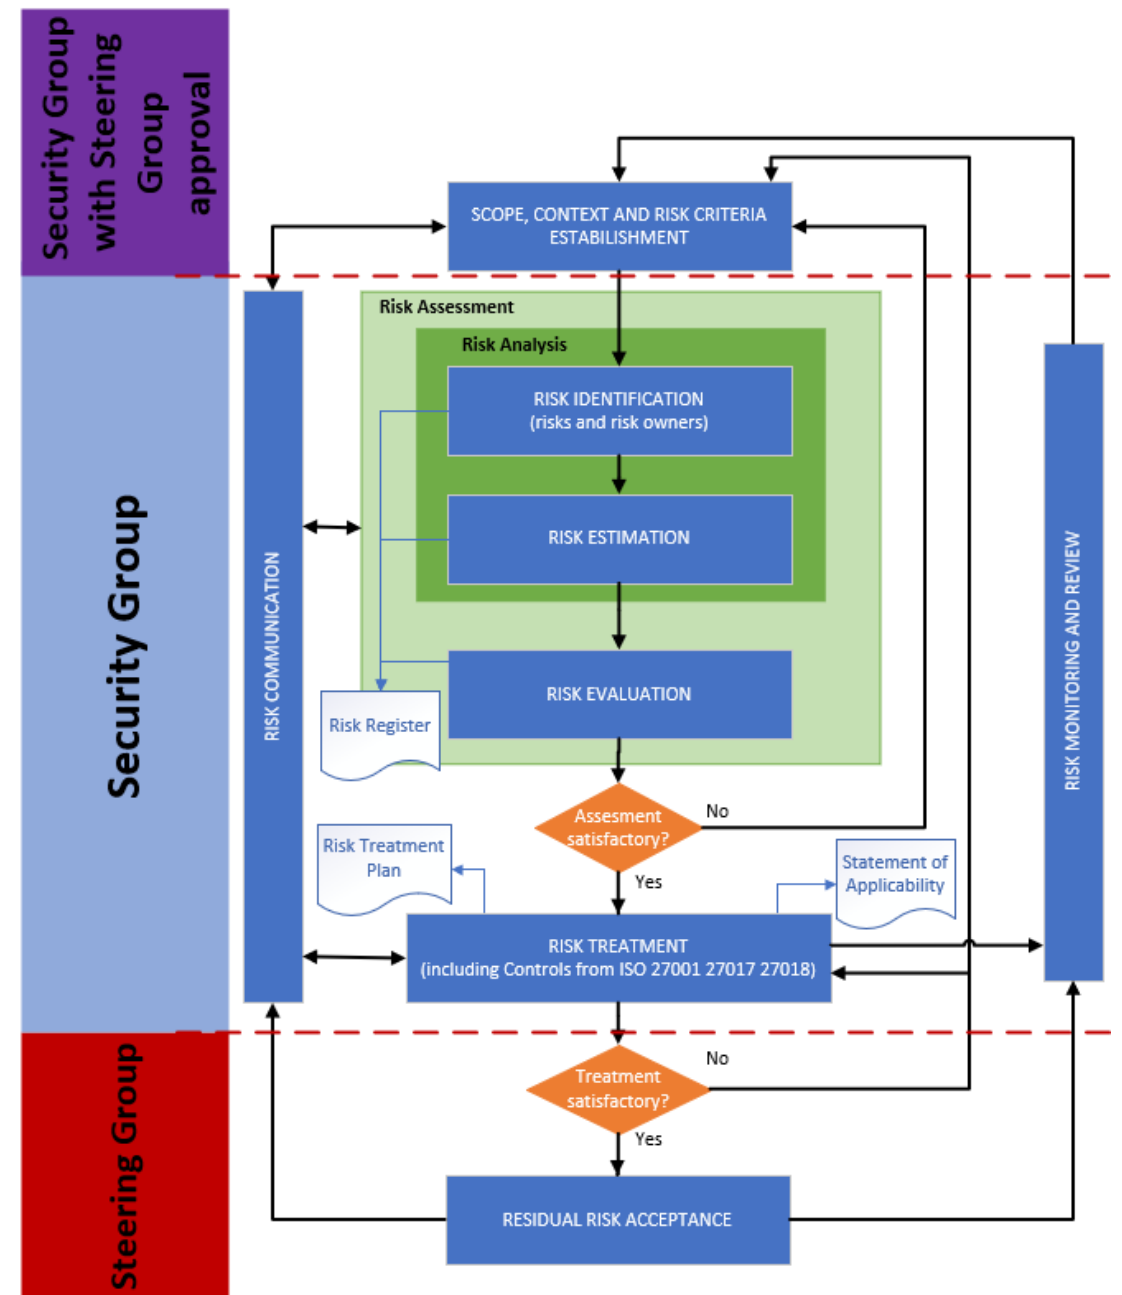 Security Group
with Steering
Group
approval
SCOPE, CONTEXT AND RISK CRITERIA
ESTABILISHMENT
Risk Assessment
Risk Analysis
RISK IDENTIFICATION
(risks and risk owners)
RISK ESTIMATION
RISK EVALUATION
Risk Register
Security Group
RISK COMMUNICATION
RISK MONITORING AND REVIEW
Assesment
satisfactory?
No
Yes
Risk Treatment
Plan
Statement of
Applicability
RISK TREATMENT
(including Controls from ISO 27001 27017 27018)
Steering Group
Treatment
satisfactory?
No
Yes
RESIDUAL RISK ACCEPTANCE